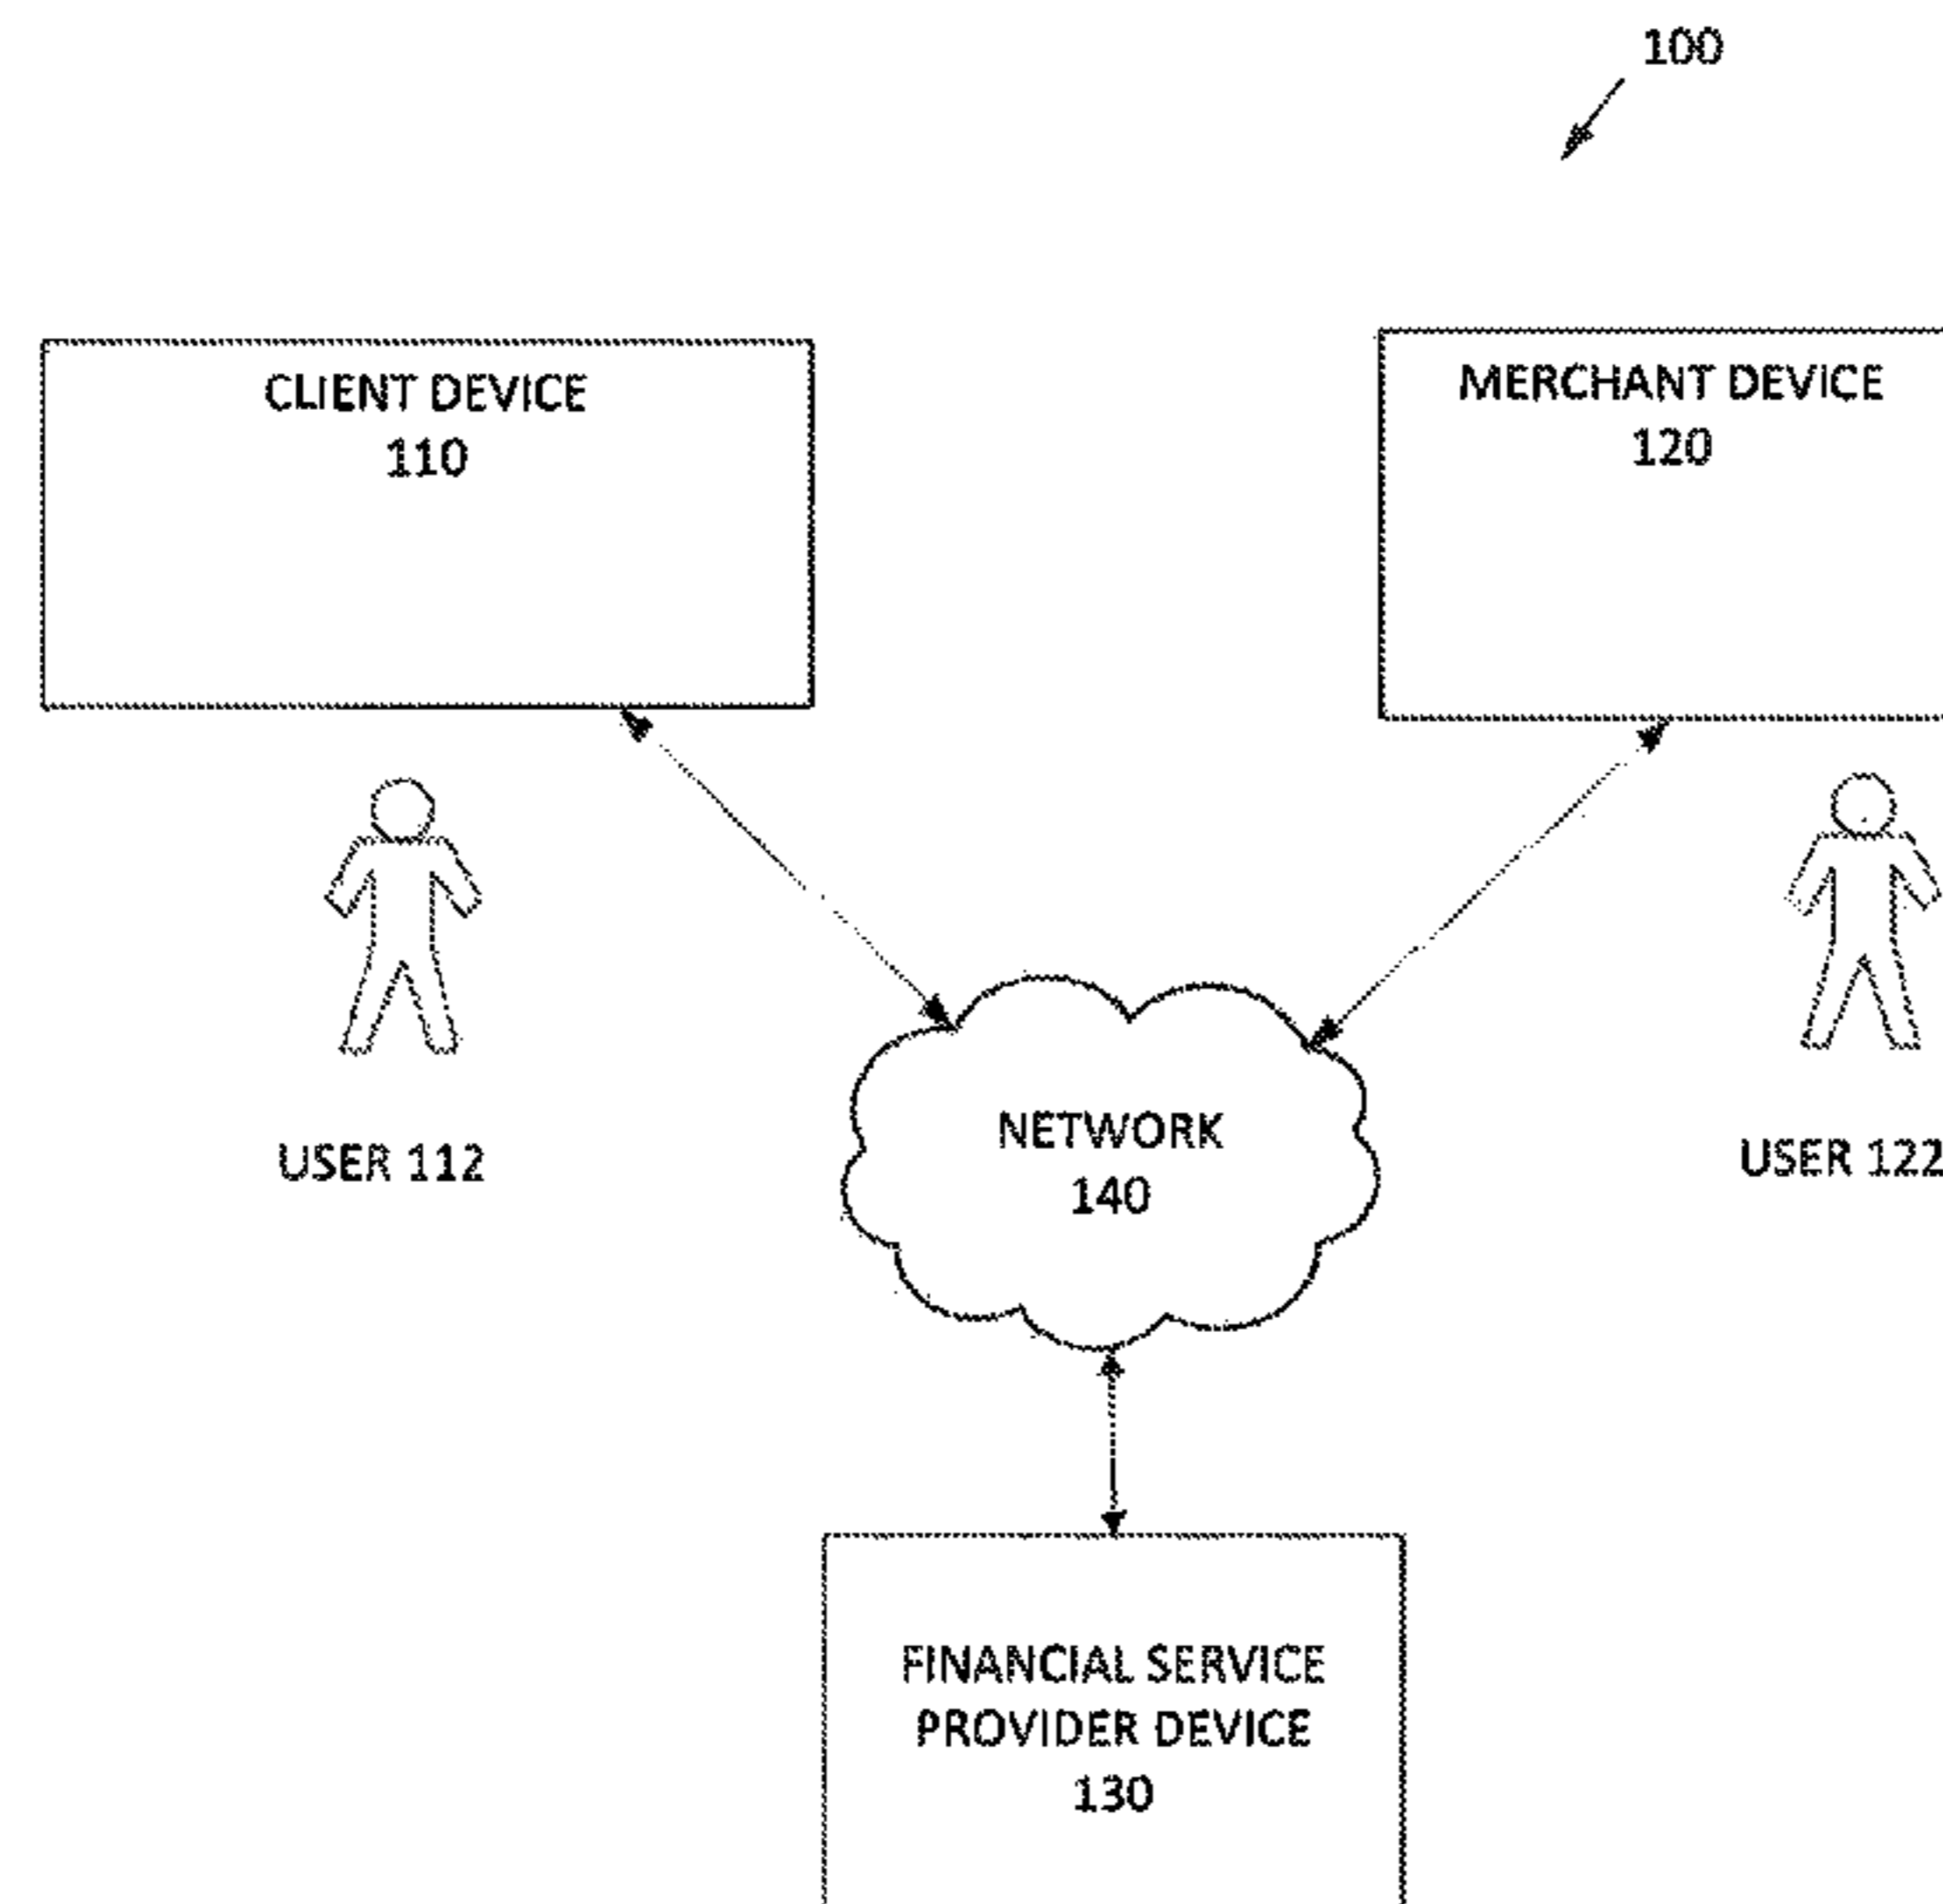 100
CLIENT DEVICE
110
MERCHANT DEVICE
120
USER 112
NETWORK
140
USER 122
FINANCIAL SERVICE
PROVIDER DEVICE
130